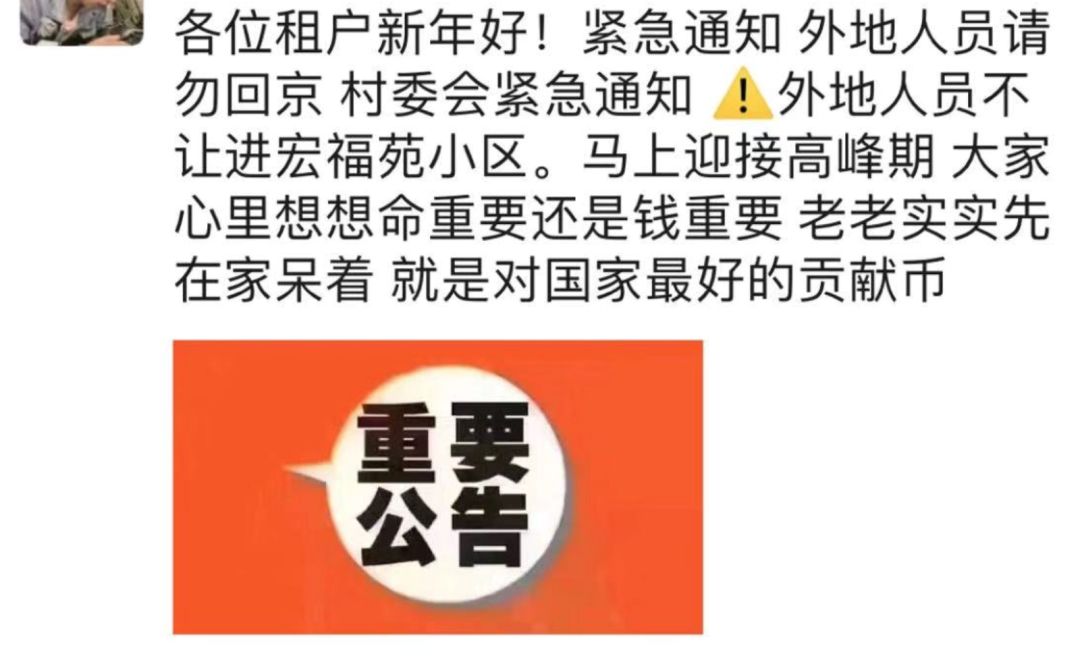 各位租户新年好！紧急通知 外地人员请
勿回京 村委会紧急通知 ⚠️外地人员不
让进宏福苑小区。马上迎接高峰期 大家
心里想想命重要还是钱重要 老老实实先
在家呆着 就是对国家最好的贡献币
重要
公告